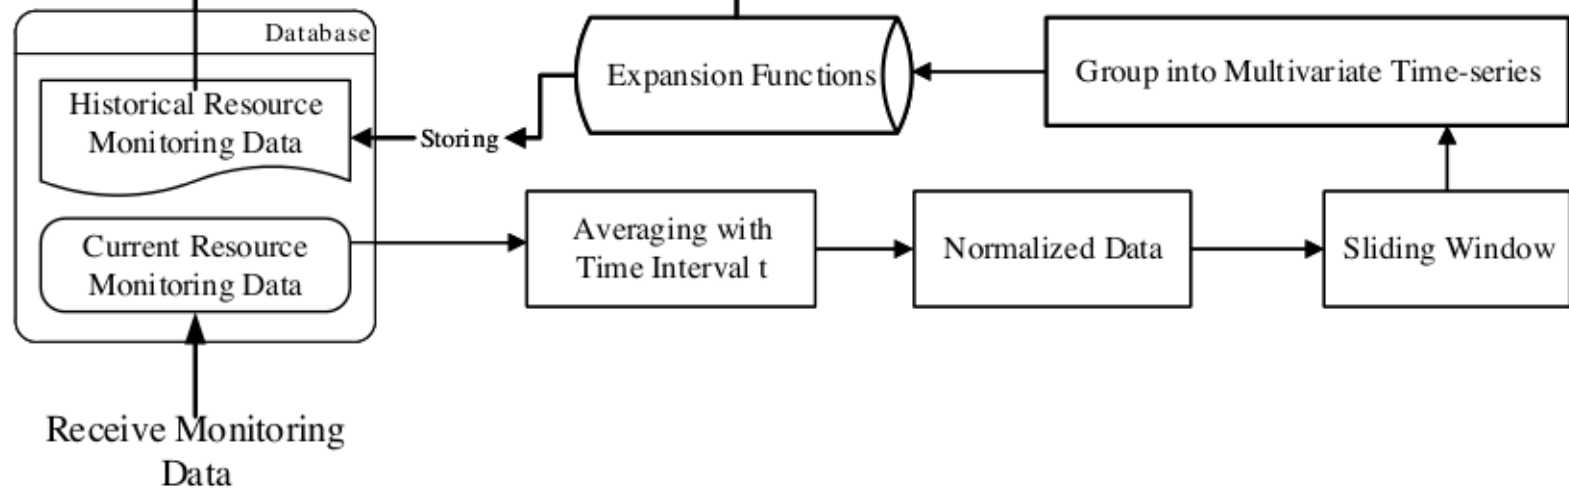 Database
Historical Resource
Monitoring Data
Expansion Functions
Group into Multivariate Time-series
Storing
Current Resource
Monitoring Data
Averaging with
Time Interval t
Normalized Data
Sliding Window
Receive Monitoring
Data